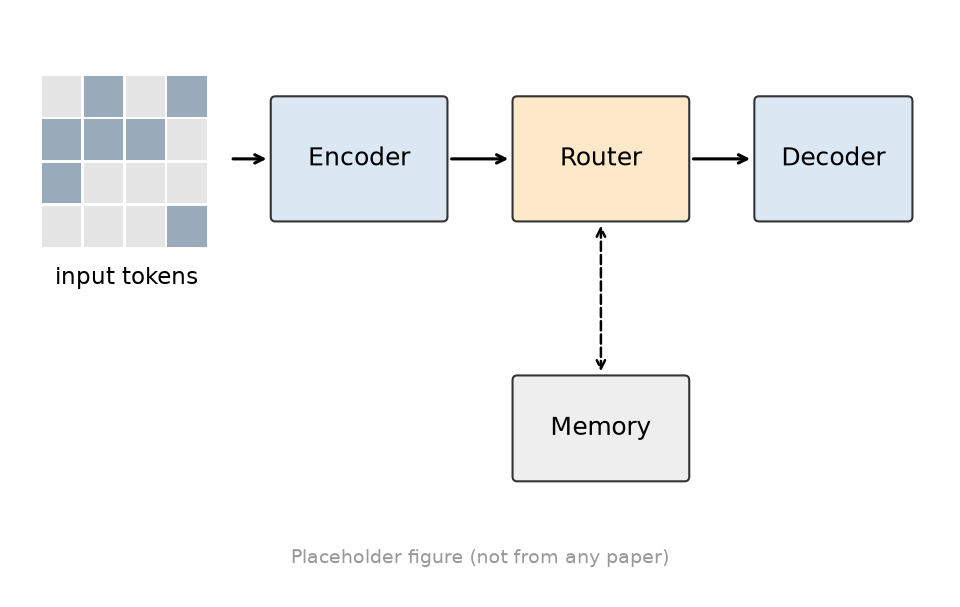 Encoder
Router
Decoder
input tokens
Memory
Placeholder figure (not from any paper)